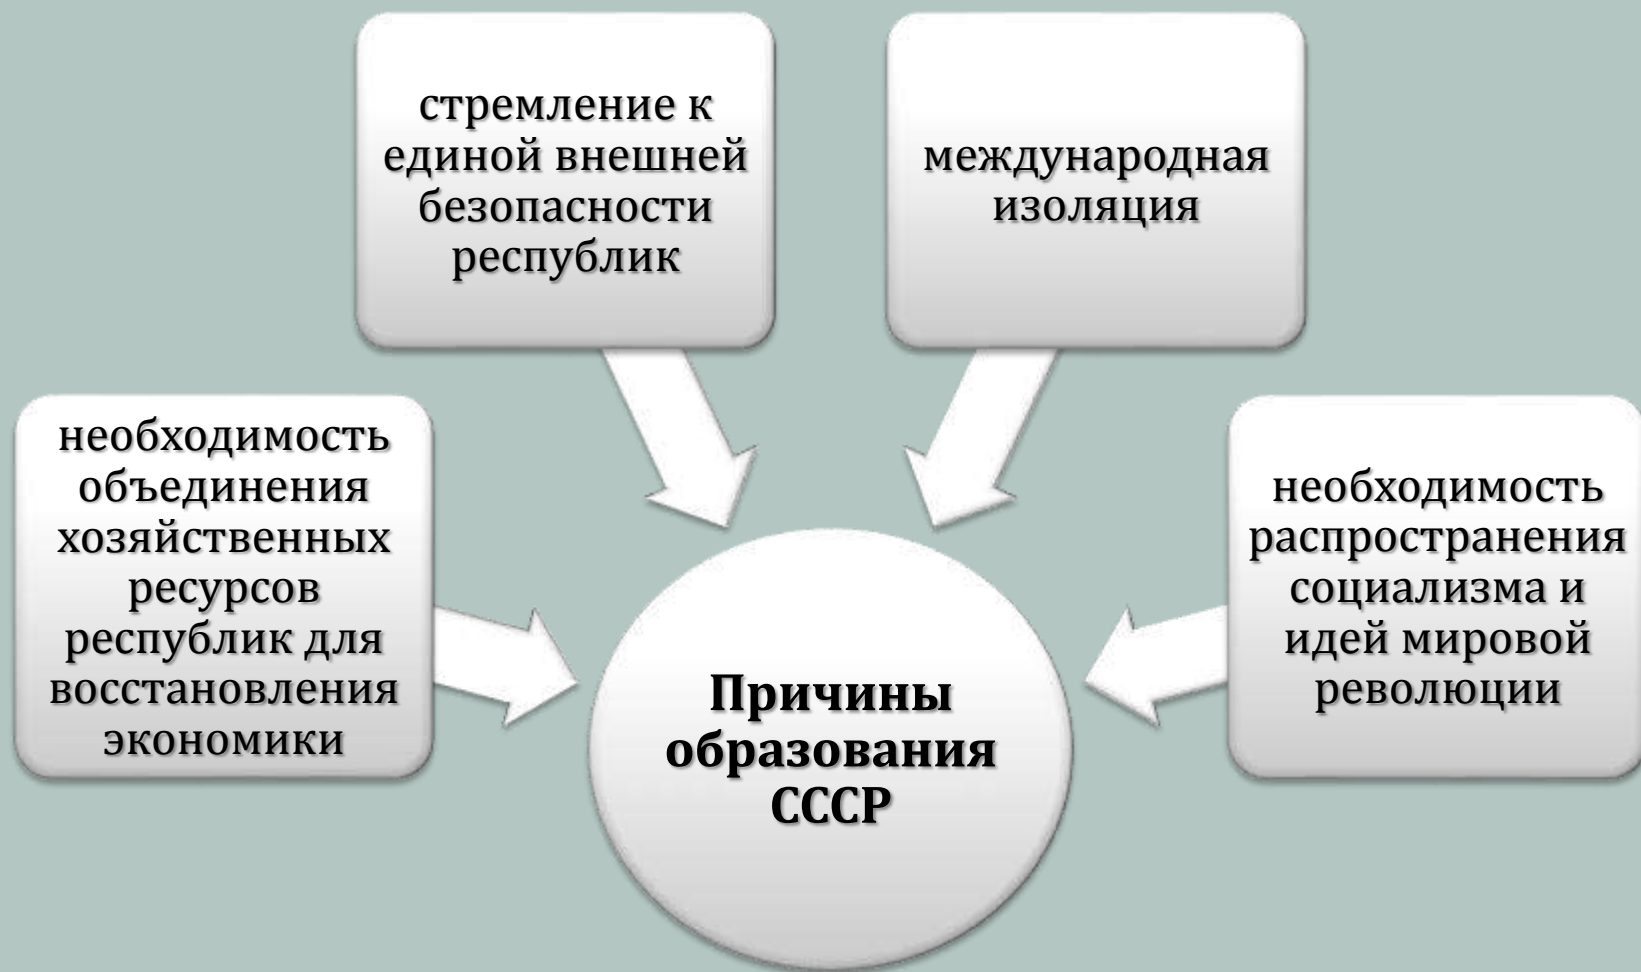 стремление к
единой внешней
безопасности
республик
международная
изоляция
необходимость
объединения
хозяйственных
ресурсов
республик для
восстановления
экономики
необходимость
распространения
социализма и
идей мировой
революции
Причины
образования
СССР